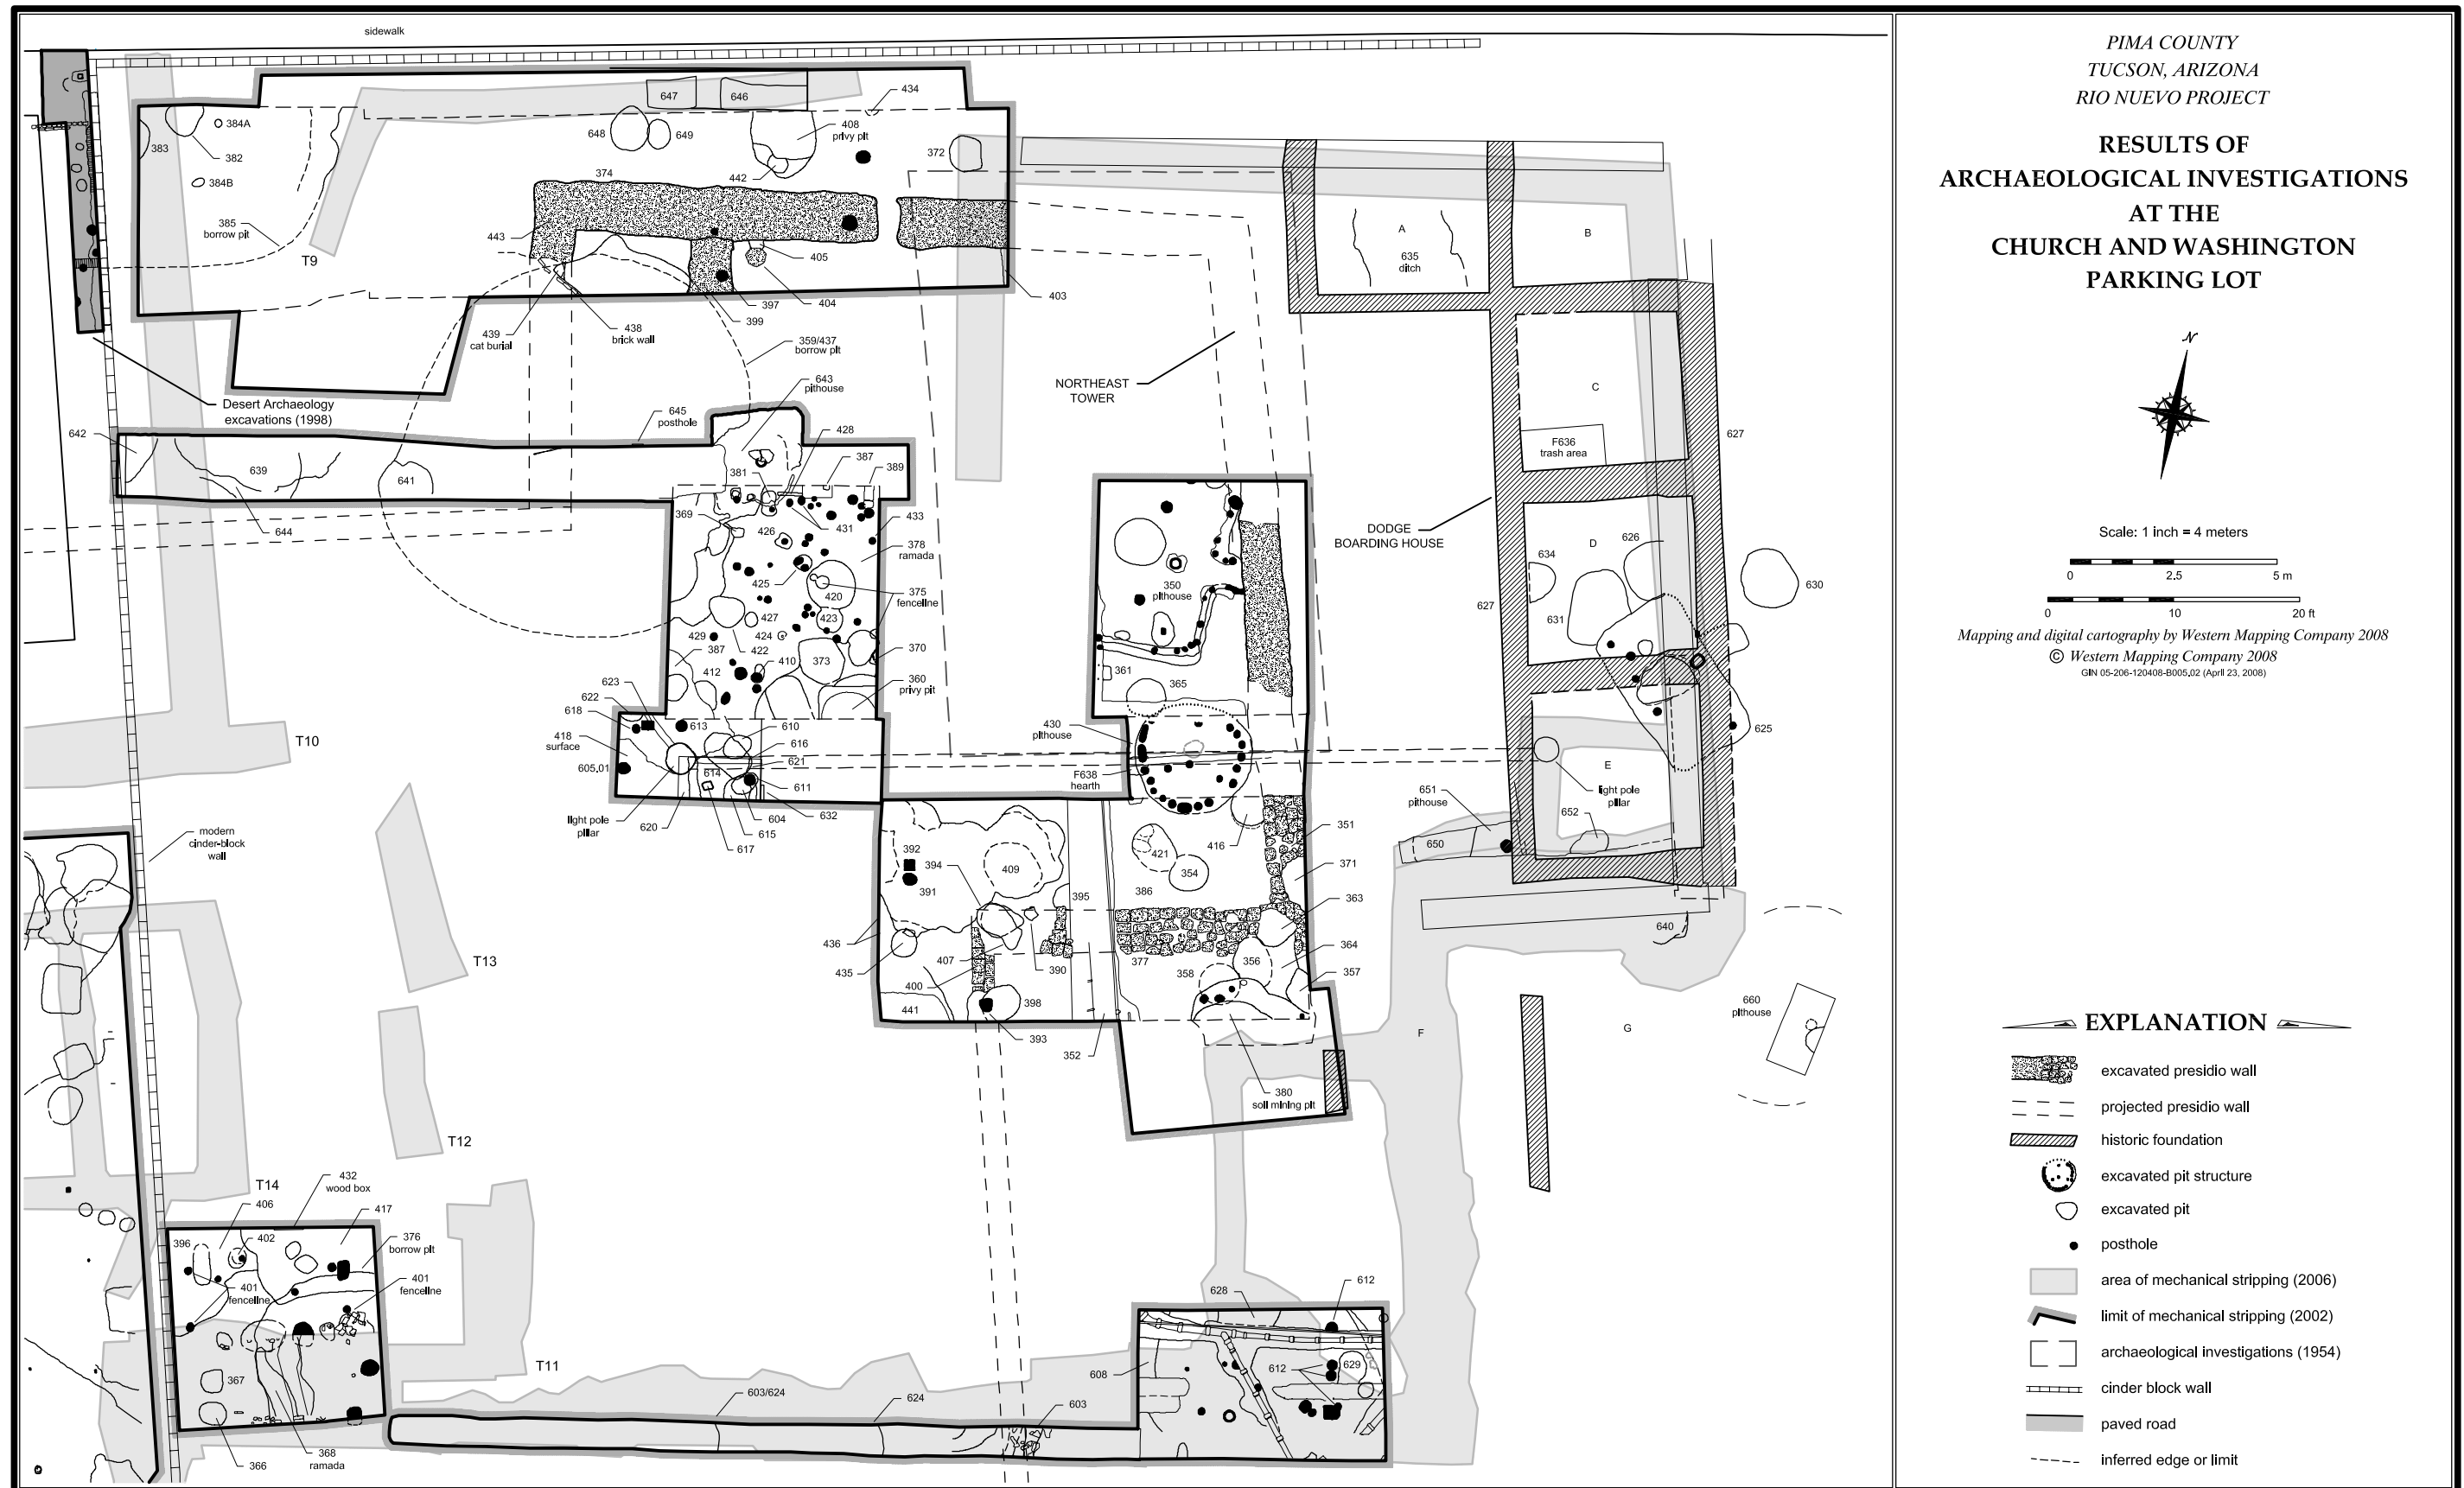 sidewalk
PIMA COUNTY
TUCSON, ARIZONA
RIO NUEVO PROJECT
RESULTS OF
ARCHAEOLOGICAL INVESTIGATIONS
AT THE
CHURCH AND WASHINGTON
PARKING LOT
N
Scale: 1 inch = 4 meters
0 2.5 5 m
0 10 20 ft
Mapping and digital cartography by Western Mapping Company 2008
© Western Mapping Company 2008
GIN 05-206-120408-B005.02 (April 23, 2008)
EXPLANATION
excavated presidio wall
projected presidio wall
historic foundation
excavated pit structure
excavated pit
posthole
area of mechanical stripping (2006)
limit of mechanical stripping (2002)
archaeological investigations (1954)
cinder block wall
paved road
inferred edge or limit
647
646
434
384A
383
382
648
649
408
privy pit
372
384B
374
442
385
borrow pit
443
T9
405
A
635
ditch
B
397
404
403
399
439
cat burial
438
brick wall
359/437
borrow pit
643
pithouse
NORTHEAST
TOWER
C
Desert Archaeology
excavations (1998)
645
posthole
642
428
627
F636
trash area
639
641
381
387
389
644
369
426
431
433
DODGE
BOARDING HOUSE
378
ramada
634
D
626
425
420
375
fenceline
350
pithouse
630
427
423
627
631
429
424
387
422
370
412
410
373
361
365
360
privy pit
623
622
618
613
610
430
pithouse
625
418
surface
616
T10
605.01
621
614
F638
hearth
E
611
light pole
pillar
651
pithouse
light pole
pillar
620
604
632
615
617
652
modern
cinder-block
wall
351
416
650
392
394
409
421
354
371
391
386
395
363
436
640
435
407
390
377
364
T13
356
358
357
400
398
441
660
pithouse
F
G
393
352
380
soil mining pit
T12
T14
432
wood box
406
417
396
402
376
borrow pit
401
fenceline
401
fenceline
612
628
T11
608
612
629
367
603/624
624
603
368
ramada
366